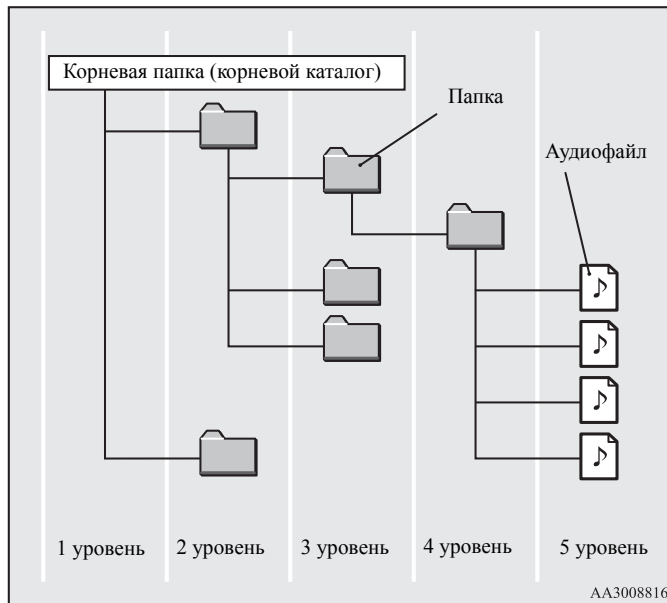 Корневая папка (корневой каталог)
Папка
Аудиофайл
1 уровень
2 уровень
3 уровень
4 уровень
5 уровень
AA3008816